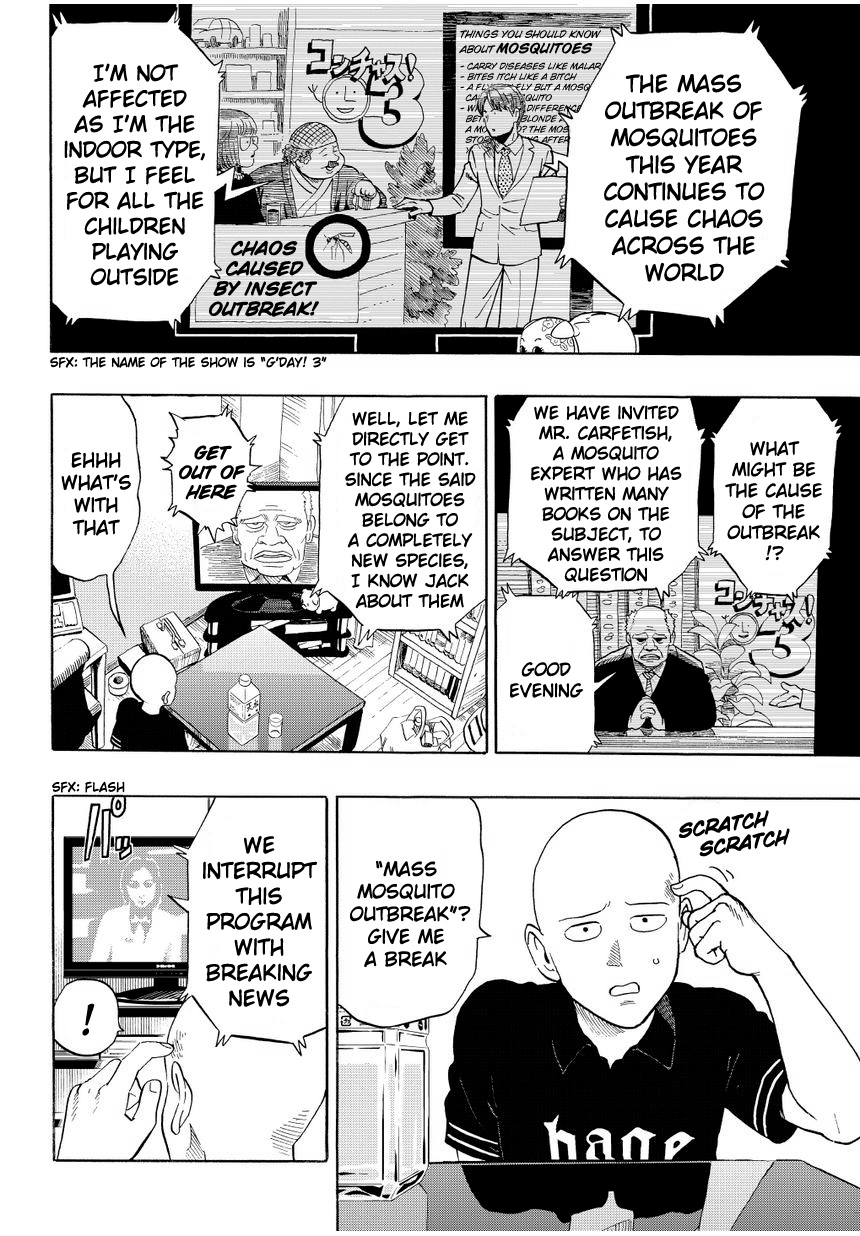 THE MASS
OUTBREAK OF
MOSQUITOES
THIS YEAR
CONTINUES TO
CAUSE CHAOS
ACROSS THE
WORLD
THINGS YOU SHOULD KNOW
ABOUT MOSQUITOES
- CARRY DISEASES LIKE
- BITES ITCH LIKE A BITCH
コンチャス!
3
I'M NOT
AFFECTED
AS I'M THE
INDOOR TYPE,
BUT I FEEL
FOR ALL THE
CHILDREN
PLAYING
OUTSIDE
CHAOS
CAUSED
BY INSECT
OUTBREAK!
SFX: THE NAME OF THE SHOW IS "G'DAY! 3"
WHAT
MIGHT BE
THE CAUSE
OF THE
OUTBREAK
!?
WE HAVE INVITED
MR. CARFETISH,
A MOSQUITO
EXPERT WHO HAS
WRITTEN MANY
BOOKS ON THE
SUBJECT, TO
ANSWER THIS
QUESTION
コンチャス!
3
GOOD
EVENING
WELL, LET ME
DIRECTLY GET
TO THE POINT.
SINCE THE SAID
MOSQUITOES
BELONG TO
A COMPLETELY
NEW SPECIES,
I KNOW JACK
ABOUT THEM
GET
OUT OF
HERE
EHHH
WHAT'S
WITH
THAT
SCRATCH
SCRATCH
"MASS
MOSQUITO
OUTBREAK"?
GIVE ME
A BREAK
hage
SFX: FLASH
パッ
WE
INTERRUPT
THIS
PROGRAM
WITH
BREAKING
NEWS
!